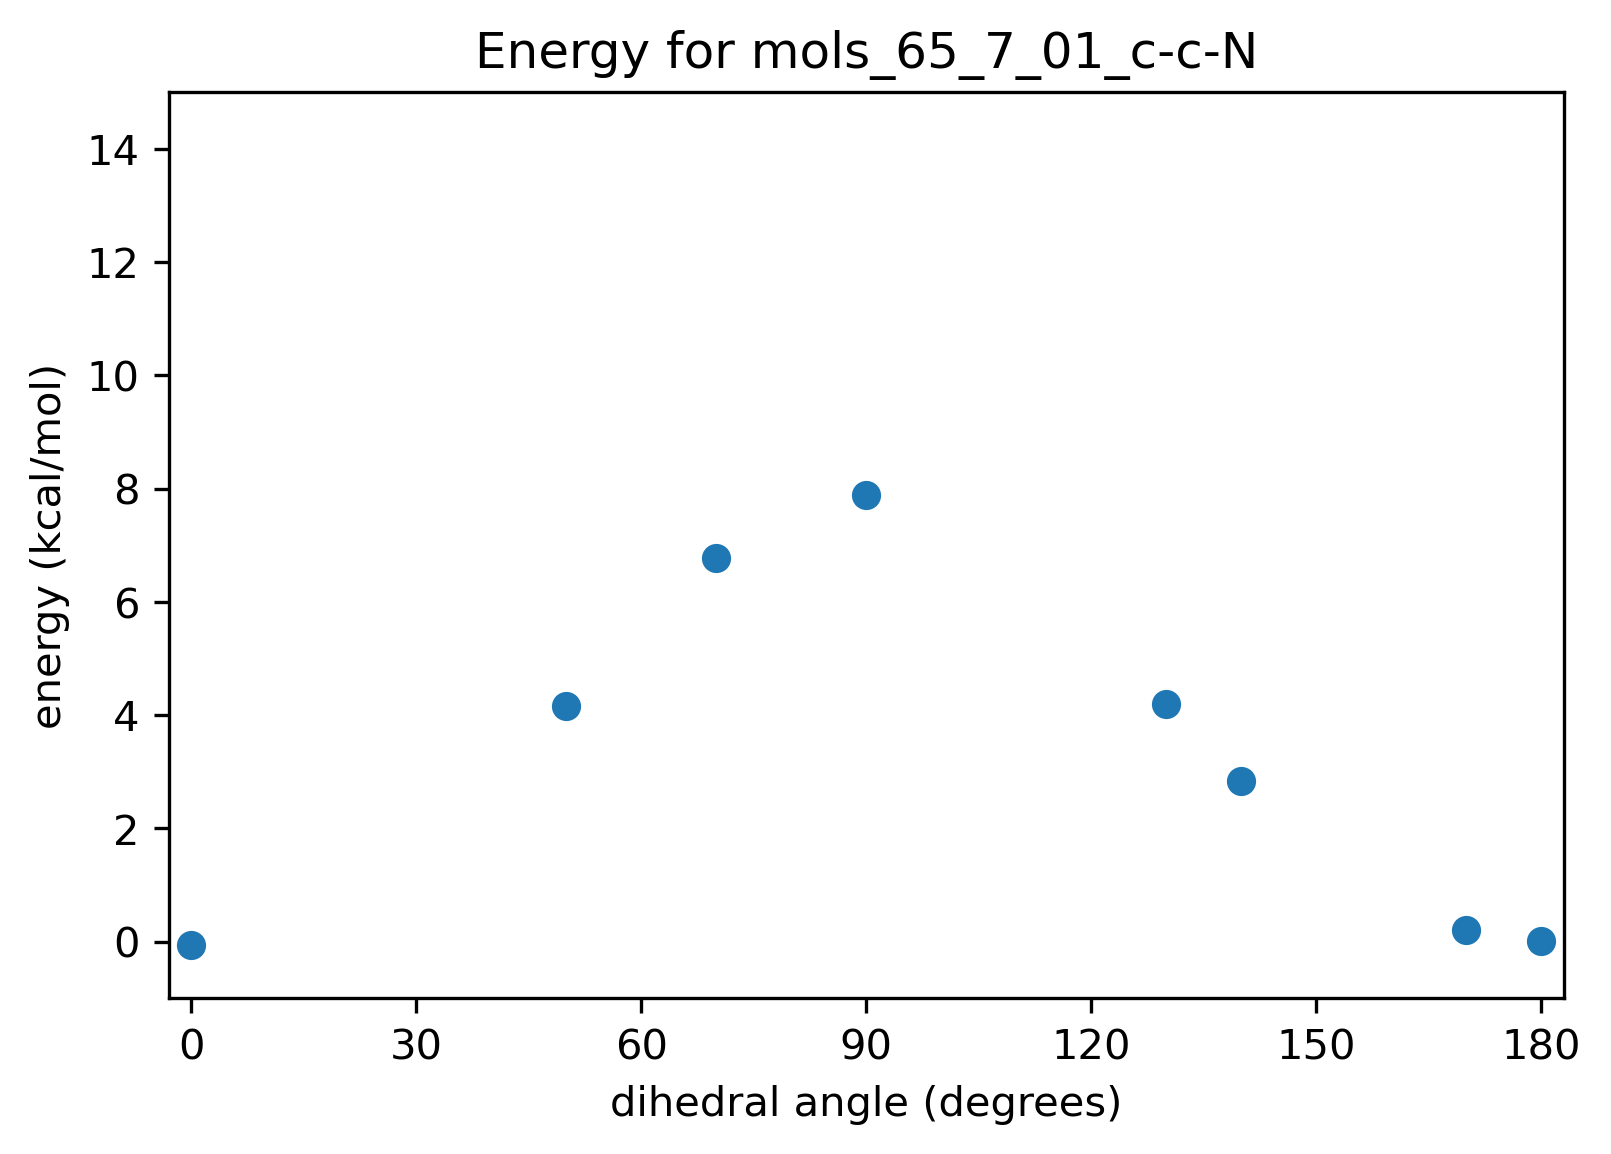 Energy for mols_65_7_01_c-c-N
14
12
10
8
6
4
2
0
energy (kcal/mol)
0 30 60 90 120 150 180
dihedral angle (degrees)